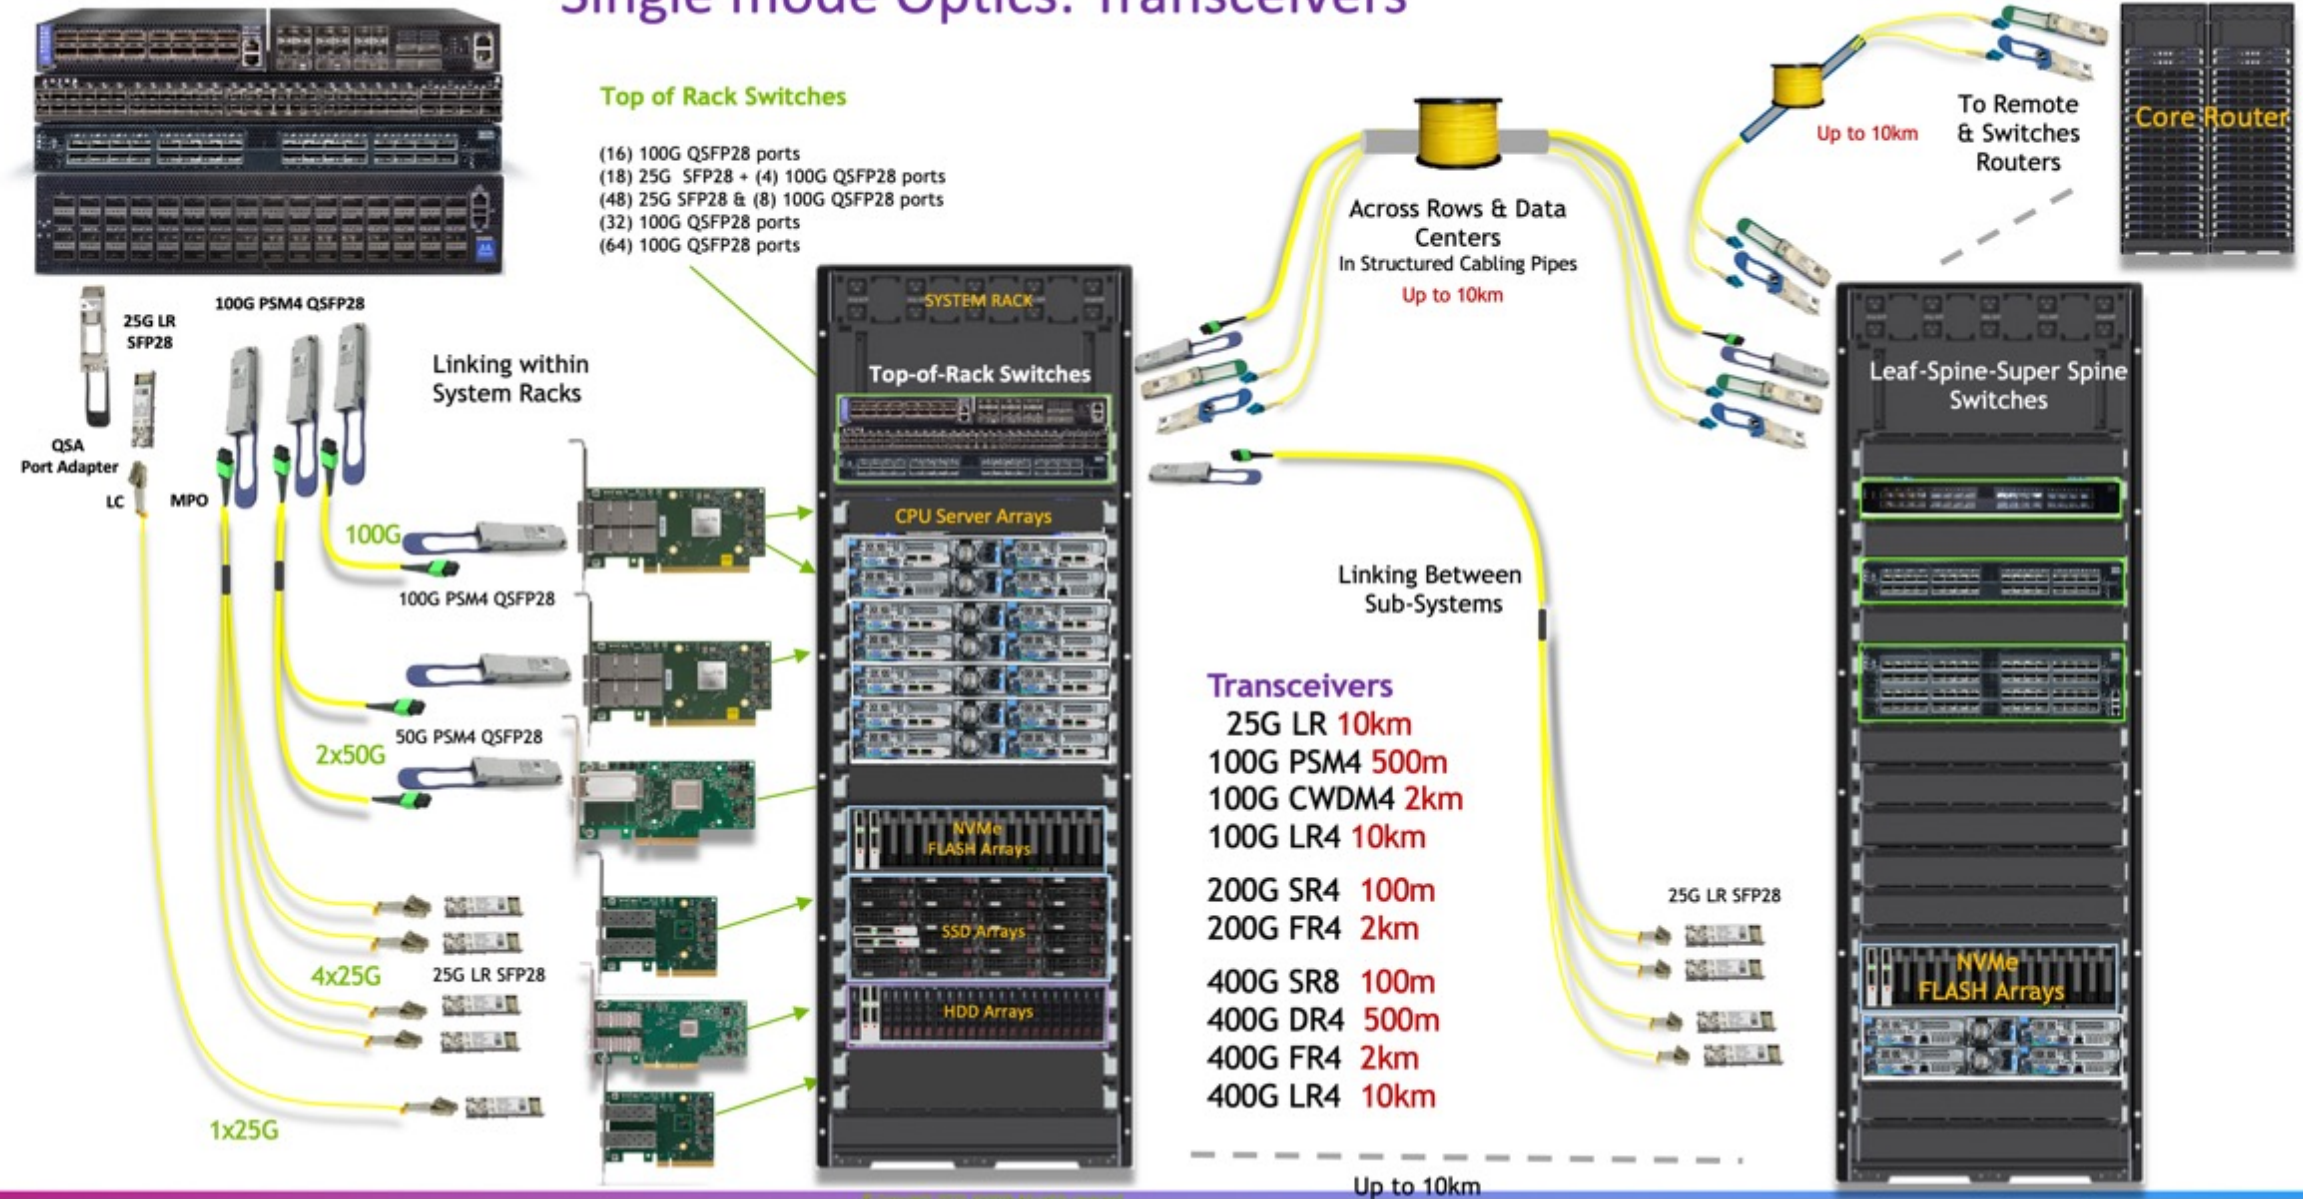 Single mode Optics: Transceivers
Top of Rack Switches
(16) 100G QSFP28 ports
(18) 25G SFP28 + (4) 100G QSFP28 ports
(48) 25G SFP28 & (8) 100G QSFP28 ports
(32) 100G QSFP28 ports
(64) 100G QSFP28 ports
100G PSM4 QSFP28
25G LR
SFP28
Linking within
System Racks
QSA
Port Adapter
LC
MPO
100G
100G PSM4 QSFP28
50G PSM4 QSFP28
2x50G
4x25G
25G LR SFP28
1x25G
SYSTEM RACK
Top-of-Rack Switches
CPU Server Arrays
NVMe
FLASH Arrays
SSD Arrays
HDD Arrays
Across Rows & Data
Centers
In Structured Cabling Pipes
Up to 10km
Up to 10km
To Remote
& Switches
Routers
Core Router
Linking Between
Sub-Systems
Transceivers
25G LR 10km
100G PSM4 500m
100G CWDM4 2km
100G LR4 10km
200G SR4 100m
200G FR4 2km
400G SR8 100m
400G DR4 500m
400G FR4 2km
400G LR4 10km
25G LR SFP28
Leaf-Spine-Super Spine
Switches
NVMe
FLASH Arrays
Up to 10km